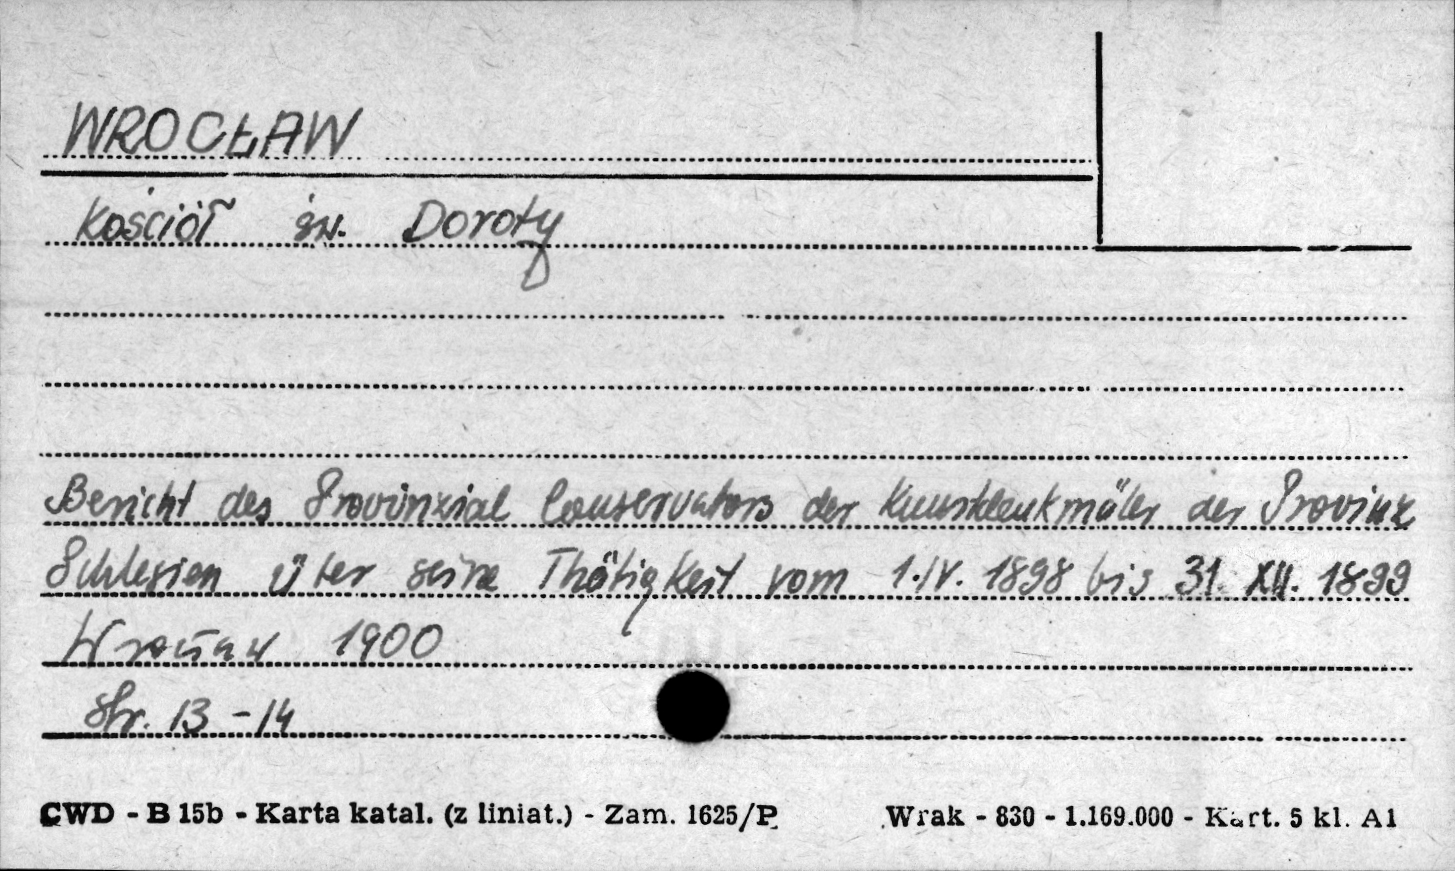 WROCŁAW
Kościół św. Doroty
Bericht des Provinzial Conservators der Kunstdenkmäler der Provinz
Schlesien über seine Thätigkeit vom 1.IV. 1898 bis 31. XII. 1899
1900
Str. 13-14
CWD - B 15b - Karta katal. (z liniat.) - Zam. 1625/P. Wrak - 830 - 1.169.000 - Kart. 5 kl. A1